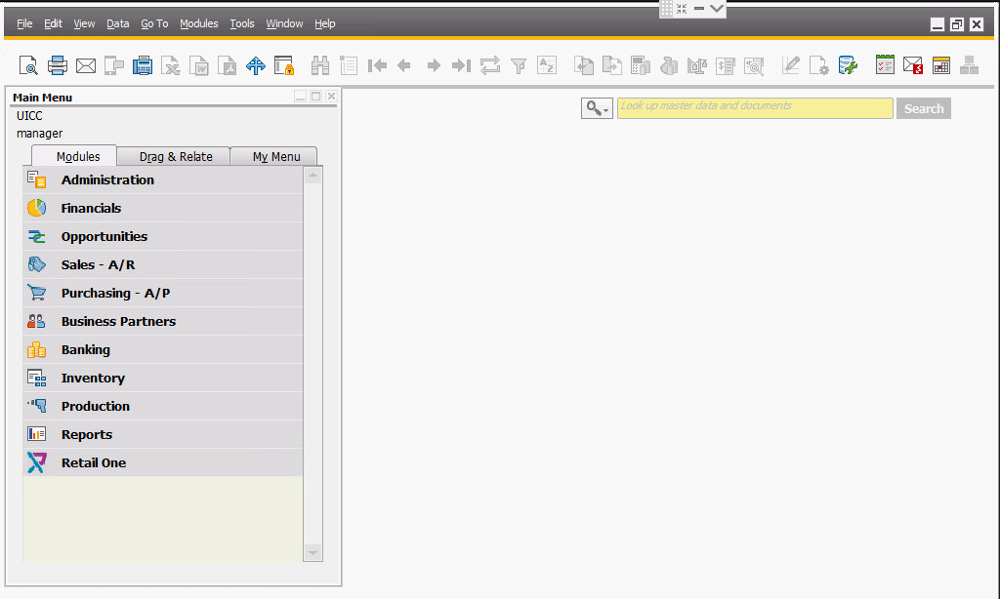 File Edit View Data Go To Modules Tools Window Help
Main Menu
Look up master data and documents
Search
UICC
manager
Modules Drag & Relate My Menu
Administration
Financials
Opportunities
Sales - A/R
Purchasing - A/P
Business Partners
Banking
Inventory
Production
Reports
Retail One